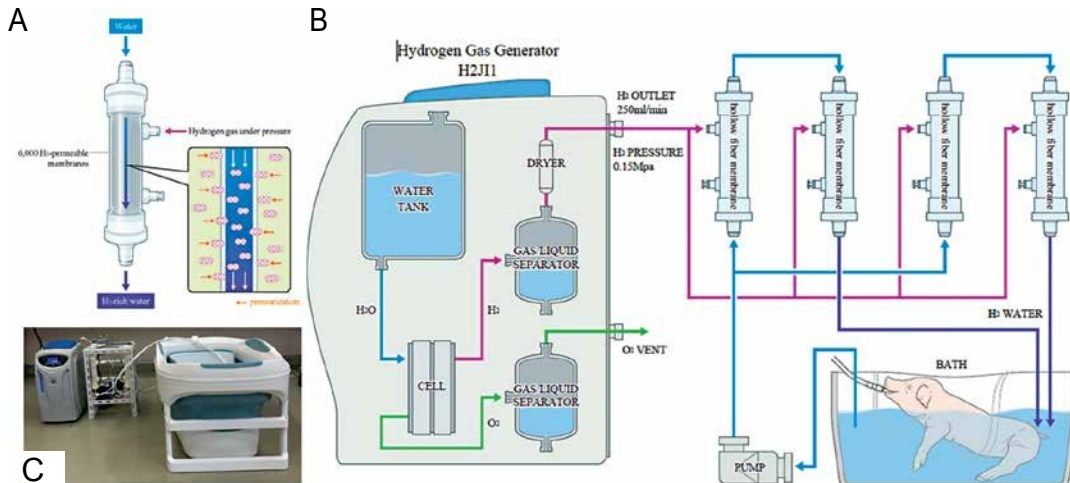 A
Water
Hydrogen gas under pressure
6,000 H2-permeable
membranes
pressurization
H2-rich water
B
Hydrogen Gas Generator
H2JI1
WATER
TANK
DRYER
GAS/LIQUID
SEPARATOR
H2O
H2
CELL
O2
GAS/LIQUID
SEPARATOR
H2 OUTLET
250ml/min
H2 PRESSURE
0.15Mpa
O2 VENT
hollow
fiber membrane
hollow
fiber membrane
hollow
fiber membrane
hollow
fiber membrane
H2 WATER
BATH
PUMP
C